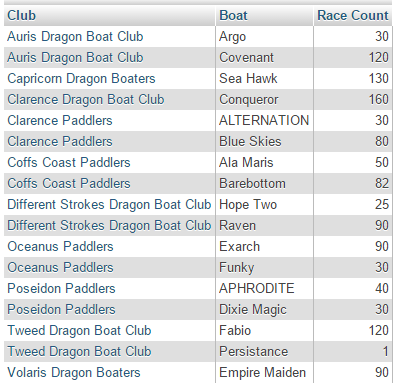 Club Boat Race Count
Auris Dragon Boat Club Argo 30
Auris Dragon Boat Club Covenant 120
Capricorn Dragon Boaters Sea Hawk 130
Clarence Dragon Boat Club Conqueror 160
Clarence Paddlers ALTERNATION 30
Clarence Paddlers Blue Skies 80
Coffs Coast Paddlers Ala Maris 50
Coffs Coast Paddlers Barebottom 82
Different Strokes Dragon Boat Club Hope Two 25
Different Strokes Dragon Boat Club Raven 90
Oceanus Paddlers Exarch 90
Oceanus Paddlers Funky 30
Poseidon Paddlers APHRODITE 40
Poseidon Paddlers Dixie Magic 30
Tweed Dragon Boat Club Fabio 120
Tweed Dragon Boat Club Persistance 1
Volaris Dragon Boaters Empire Maiden 90